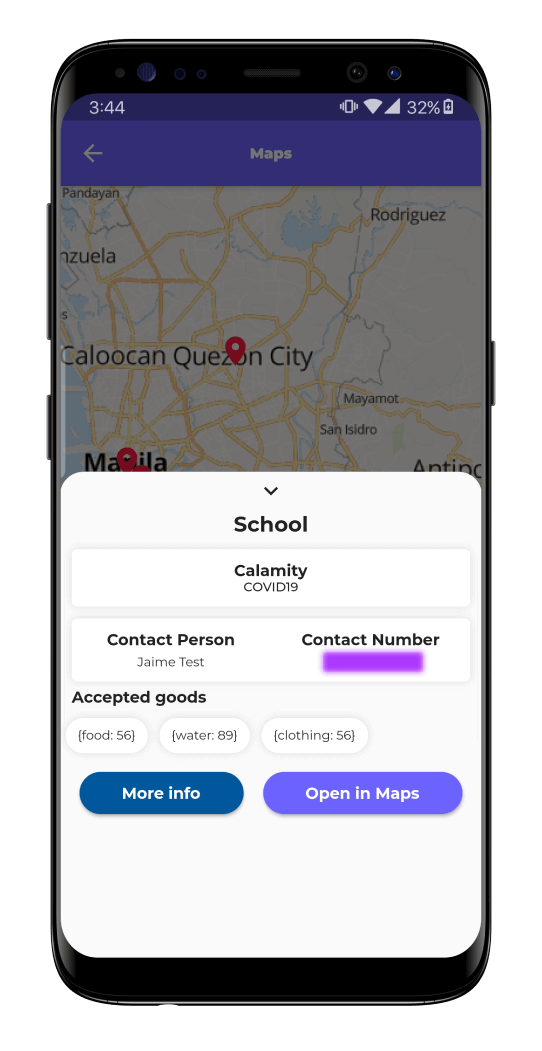 3:44 32%
Maps
Pandayan
Rodriguez
nzuela
s
Caloocan Quezon City
Mayamot
San Isidro
Manila
Antipo
School
Calamity
COVID19
Contact Person Contact Number
Jaime Test
Accepted goods
{food: 56} {water: 89} {clothing: 56}
More info Open in Maps